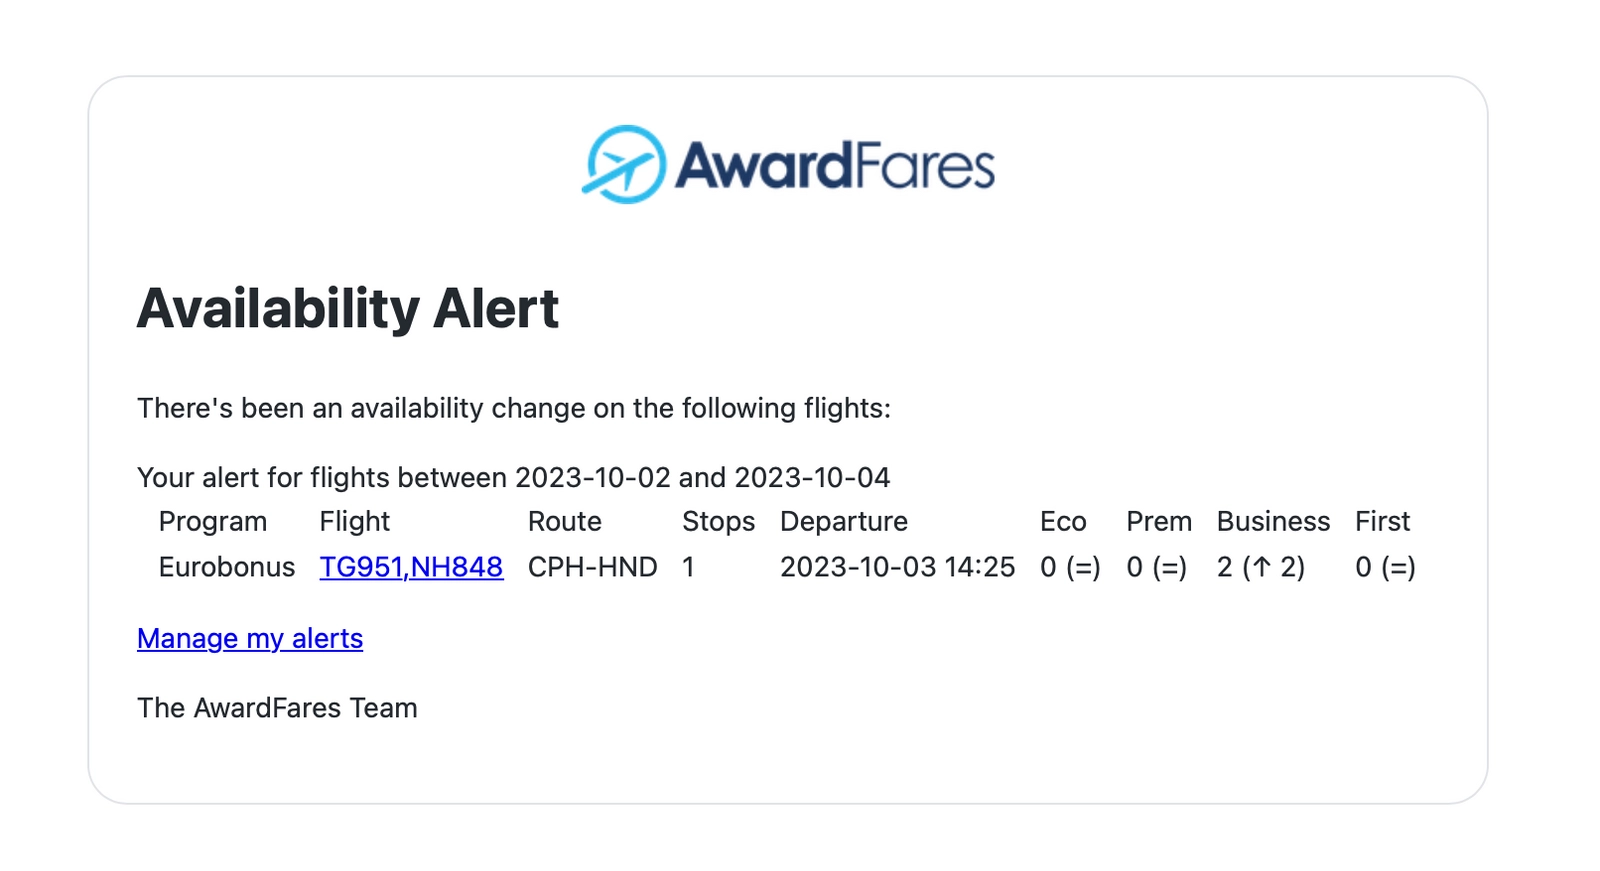 AwardFares
Availability Alert
There's been an availability change on the following flights:
Your alert for flights between 2023-10-02 and 2023-10-04
Program Flight Route Stops Departure Eco Prem Business First
Eurobonus TG951,NH848 CPH-HND 1 2023-10-03 14:25 0 (=) 0 (=) 2 (↑ 2) 0 (=)
Manage my alerts
The AwardFares Team